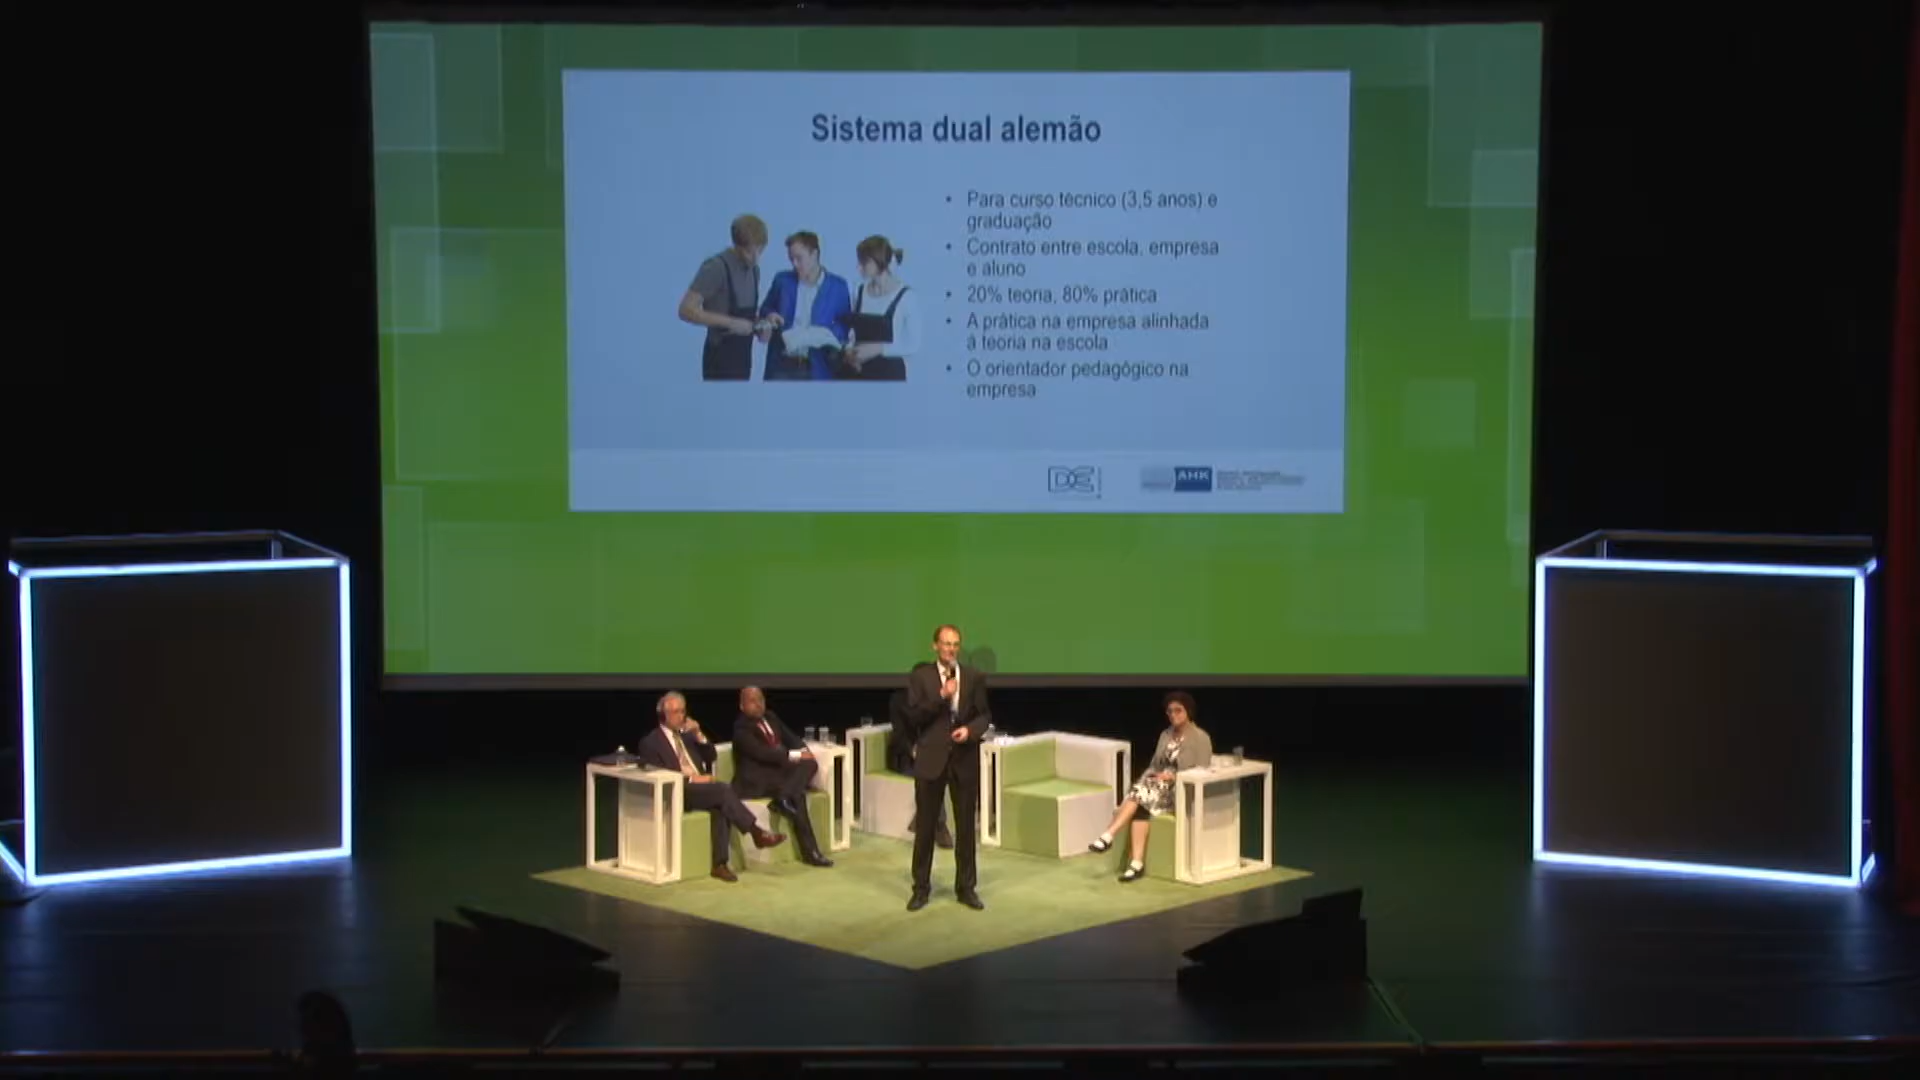 Sistema dual alemão
• Para curso técnico (3,5 anos) e
graduação
• Contrato entre escola, empresa
e aluno
• 20% teoria, 80% prática
• A prática na empresa alinhada
à teoria na escola
• O orientador pedagógico na
empresa
DE
AHK